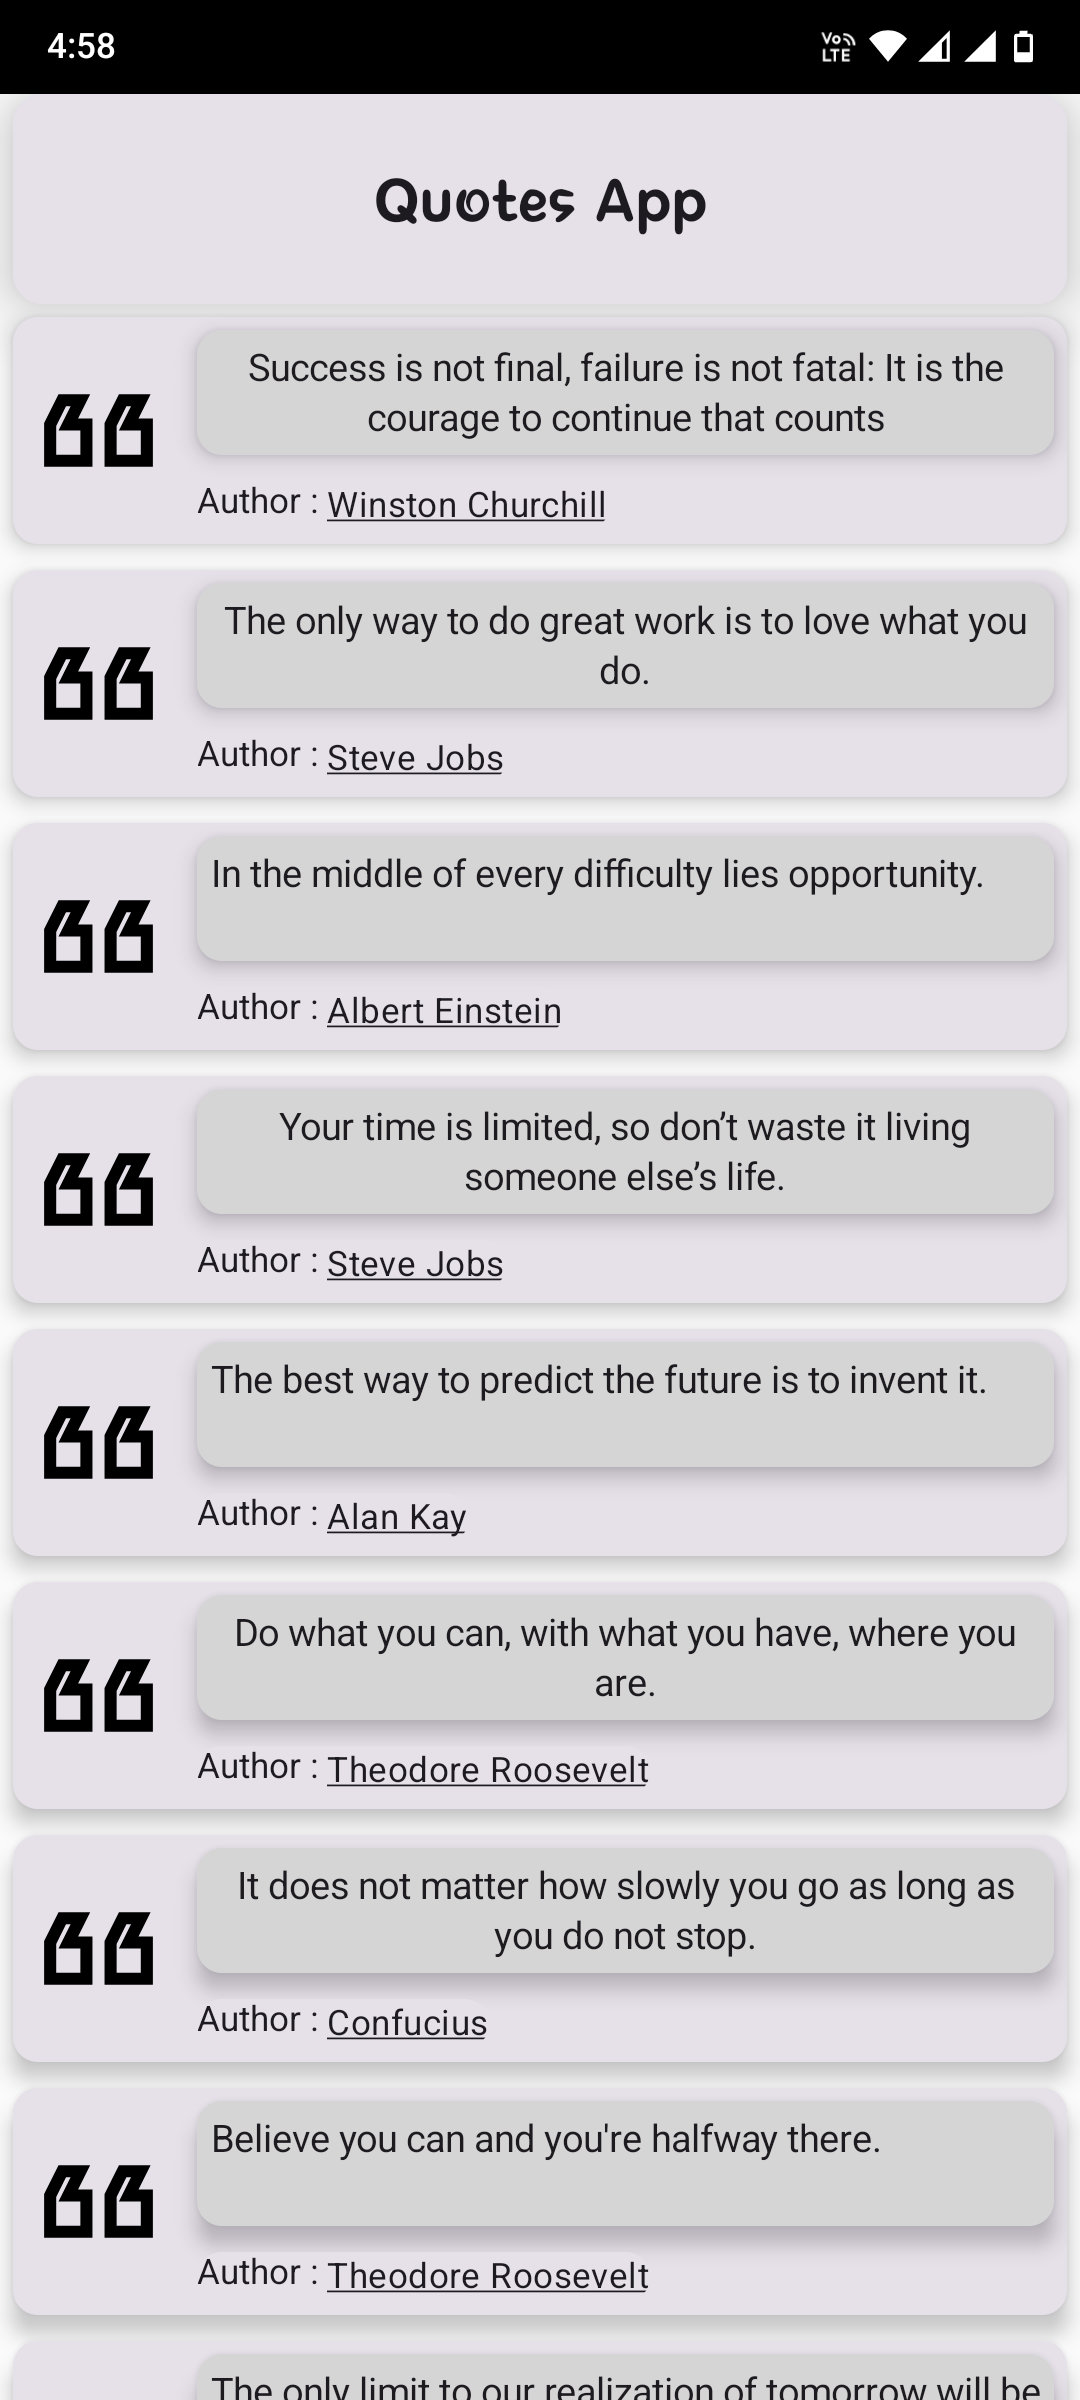 4:58
Vo LTE
Quotes App
Success is not final, failure is not fatal: It is the
courage to continue that counts
Author : Winston Churchill
The only way to do great work is to love what you
do.
Author : Steve Jobs
In the middle of every difficulty lies opportunity.
Author : Albert Einstein
Your time is limited, so don’t waste it living
someone else’s life.
Author : Steve Jobs
The best way to predict the future is to invent it.
Author : Alan Kay
Do what you can, with what you have, where you
are.
Author : Theodore Roosevelt
It does not matter how slowly you go as long as
you do not stop.
Author : Confucius
Believe you can and you're halfway there.
Author : Theodore Roosevelt
The only limit to our realization of tomorrow will be